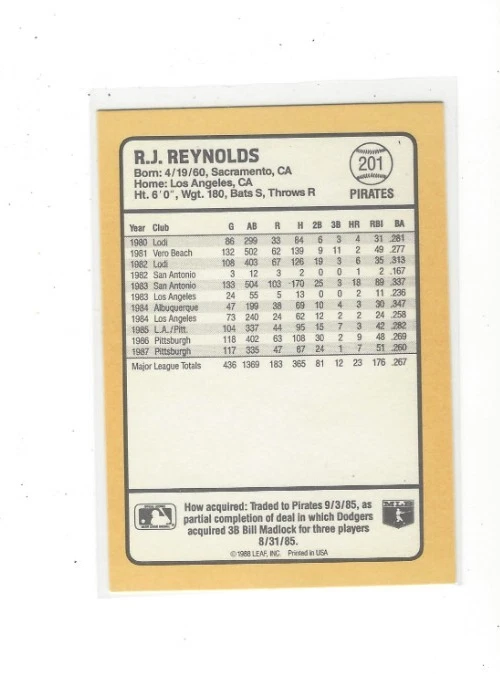 R.J. REYNOLDS
Born: 4/19/60, Sacramento, CA
Home: Los Angeles, CA
Ht. 6'0", Wgt. 180, Bats S, Throws R
201
PIRATES
Year Club G AB R H 2B 3B HR RBI BA
1980 Lodi 86 299 33 84 6 3 4 31 .281
1981 Vero Beach 132 502 62 139 9 11 2 49 .277
1982 Lodi 108 403 67 126 19 3 6 35 .313
1982 San Antonio 3 12 3 2 0 0 1 2 .167
1983 San Antonio 133 504 103 170 25 3 18 89 .337
1983 Los Angeles 24 55 5 13 0 0 2 11 .236
1984 Albuquerque 47 199 38 69 10 4 3 30 .347
1984 Los Angeles 73 240 24 62 12 2 2 24 .258
1985 L.A./Pitt. 104 337 44 95 15 7 3 42 .282
1986 Pittsburgh 118 402 63 108 30 2 9 48 .269
1987 Pittsburgh 117 335 47 87 24 1 7 51 .260
Major League Totals 436 1369 183 365 81 12 23 176 .267
How acquired: Traded to Pirates 9/3/85, as
partial completion of deal in which Dodgers
acquired 3B Bill Madlock for three players
8/31/85.
© 1988 LEAF, INC. Printed in USA